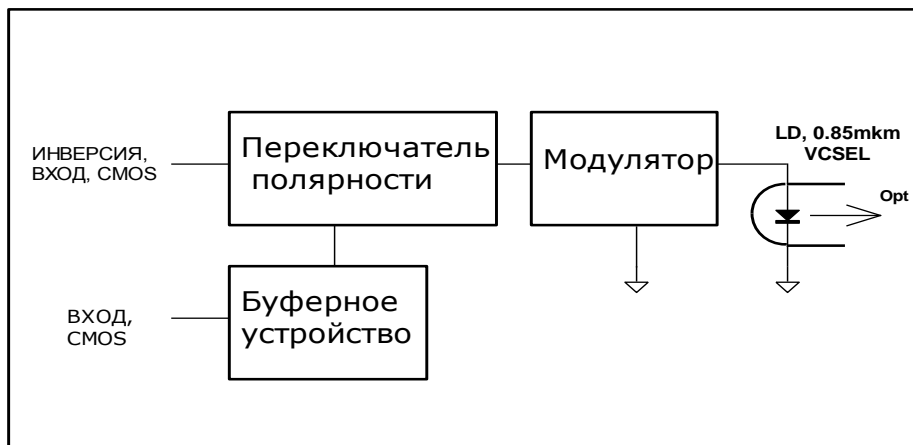 ИНВЕРСИЯ,
ВХОД, CMOS
Переключатель
полярности
Модулятор
LD, 0.85mkm
VCSEL
Opt
ВХОД,
CMOS
Буферное
устройство